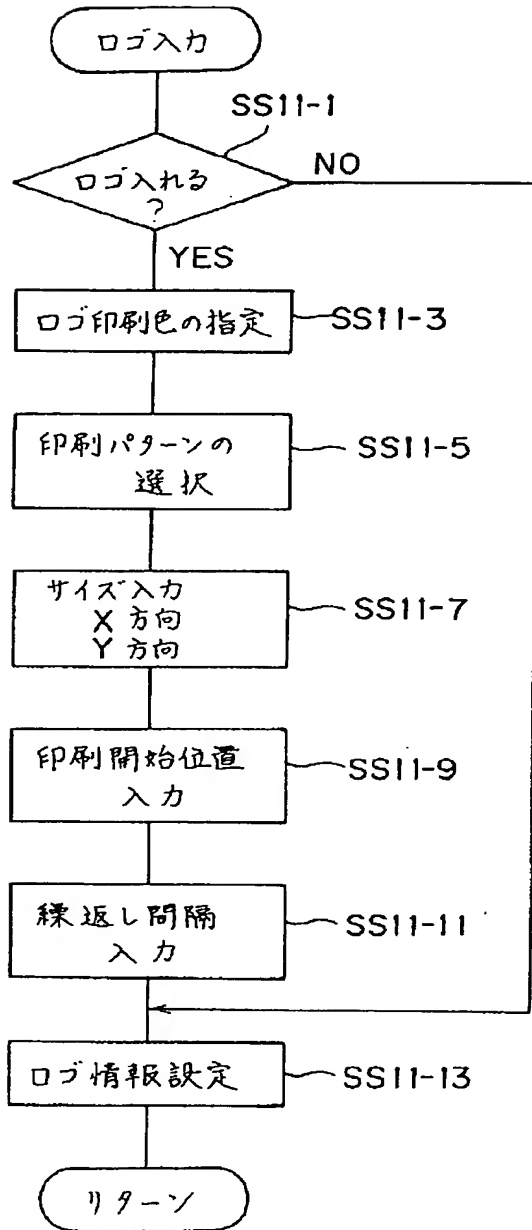 ロゴ入力
SS11-1
ロゴ入れる
?
NO
YES
ロゴ印刷色の指定
SS11-3
印刷パターンの
選択
SS11-5
サイズ入力
X 方向
Y 方向
SS11-7
印刷開始位置
入力
SS11-9
繰返し間隔
入力
SS11-11
ロゴ情報設定
SS11-13
リターン